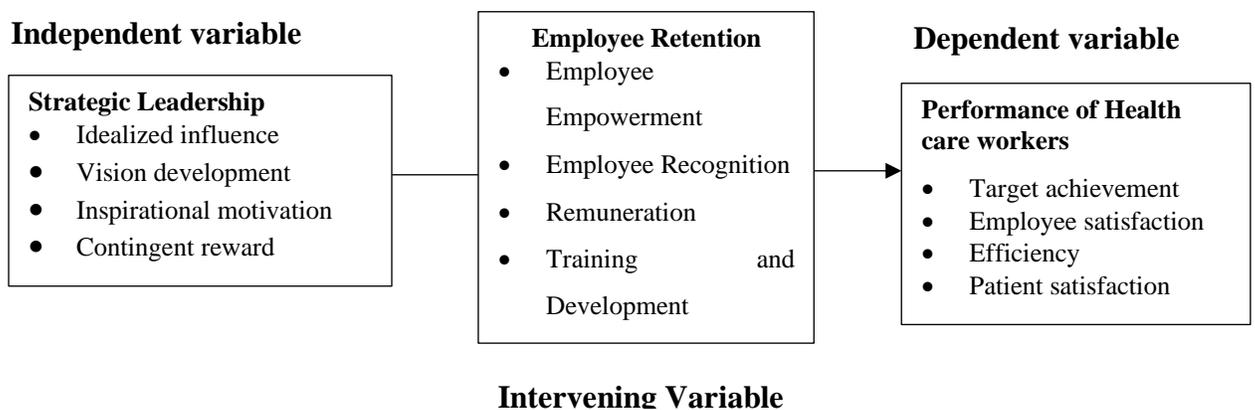 Independent variable
Strategic Leadership
• Idealized influence
• Vision development
• Inspirational motivation
• Contingent reward
Employee Retention
• Employee
Empowerment
• Employee Recognition
• Remuneration
• Training and
Development
Intervening Variable
Dependent variable
Performance of Health
care workers
• Target achievement
• Employee satisfaction
• Efficiency
• Patient satisfaction